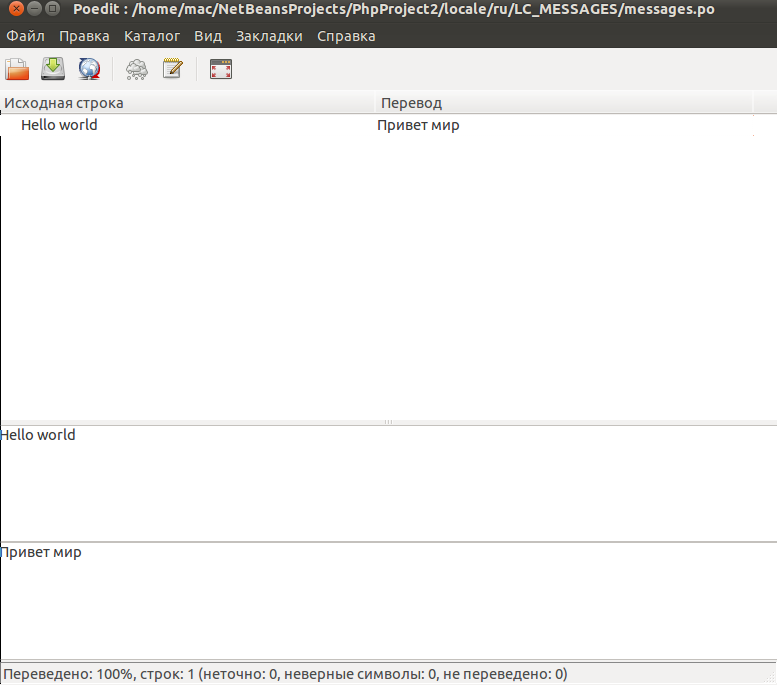 Poedit : /home/mac/NetBeansProjects/PhpProject2/locale/ru/LC_MESSAGES/messages.po
Файл Правка Каталог Вид Закладки Справка
Исходная строка Перевод
Hello world Привет мир
Hello world
Привет мир
Переведено: 100%, строк: 1 (неточно: 0, неверные символы: 0, не переведено: 0)